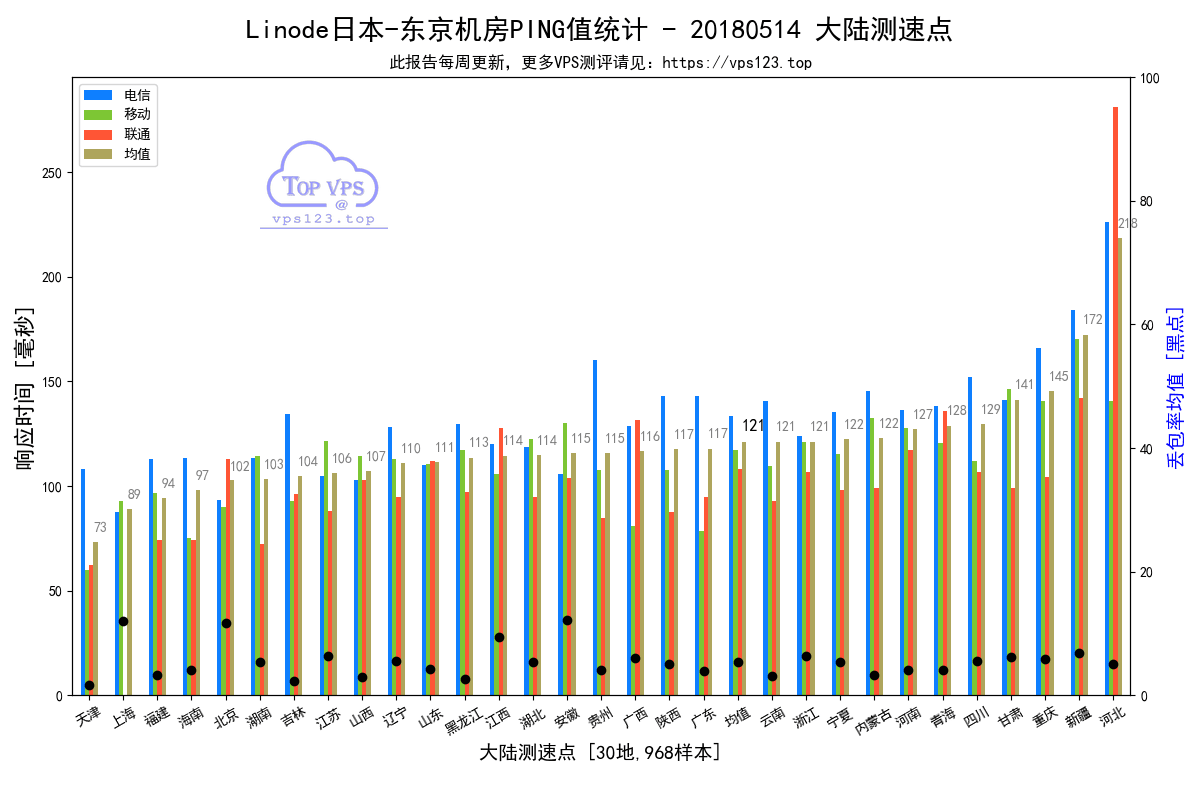 Linode日本-东京机房PING值统计 - 20180514 大陆测速点
此报告每周更新，更多VPS测评请见：https://vps123.top
电信
移动
联通
均值
TOP VPS
@
vps123.top
响应时间 [毫秒]
250
200
150
100
50
0
73
89
94
97
102
103
104
106
107
110
111
113
114
114
115
115
116
117
117
121
121
121
122
122
127
128
129
141
145
172
218
100
80
60
40
20
0
丢包率均值 [黑点]
天津
上海
福建
海南
北京
湖南
吉林
江苏
山西
辽宁
山东
黑龙江
江西
湖北
安徽
贵州
广西
陕西
广东
均值
云南
浙江
宁夏
内蒙古
河南
青海
四川
甘肃
重庆
新疆
河北
大陆测速点 [30地,968样本]